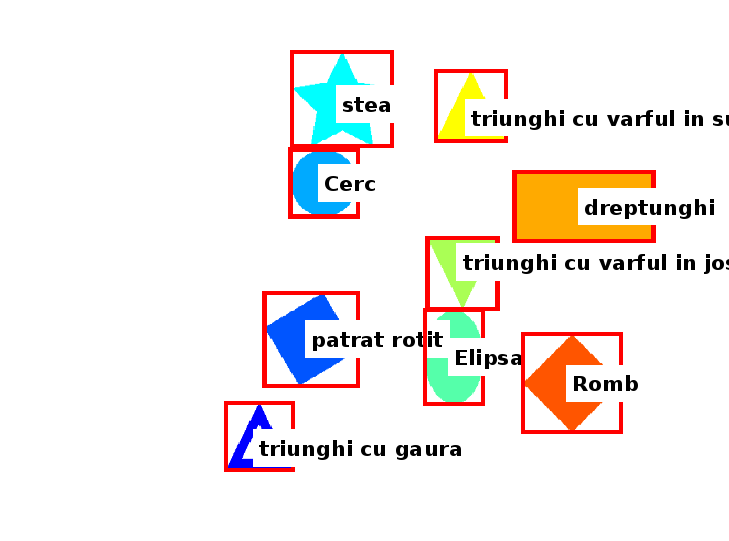 stea
triunghi cu varful in su
Cerc
dreptunghi
triunghi cu varful in jos
patrat rotit
Elipsa
Romb
triunghi cu gaura